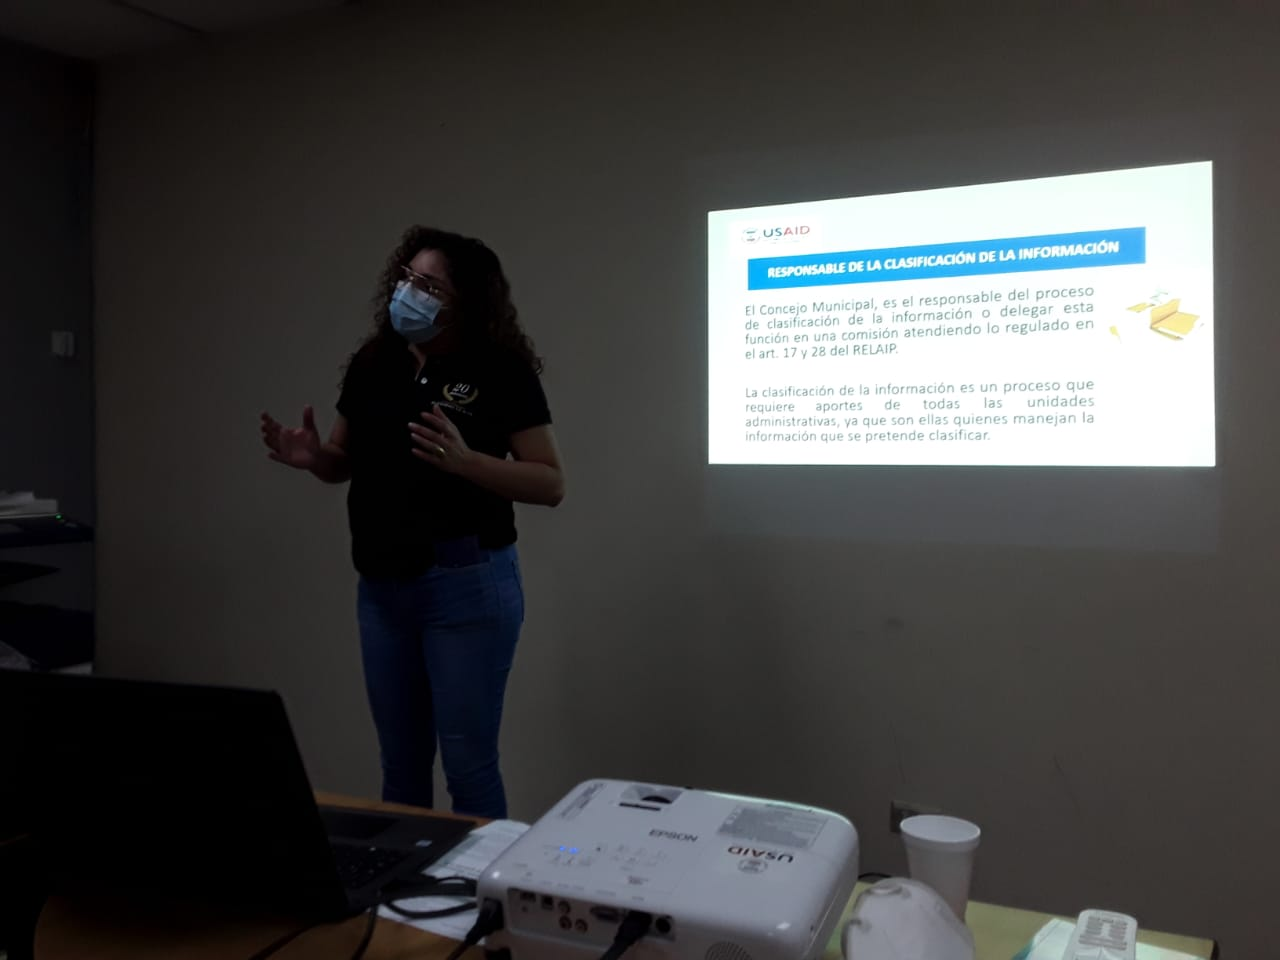 USAID
RESPONSABLE DE LA CLASIFICACIÓN DE LA INFORMACIÓN
El Concejo Municipal, es el responsable del proceso
de clasificación de la información o delegar esta
función en una comisión atendiendo lo regulado en
el art. 17 y 28 del RELAIP.
La clasificación de la información es un proceso que
requiere aportes de todas las unidades
administrativas, ya que son ellas quienes manejan la
información que se pretende clasificar.
20
EPSON
USAID